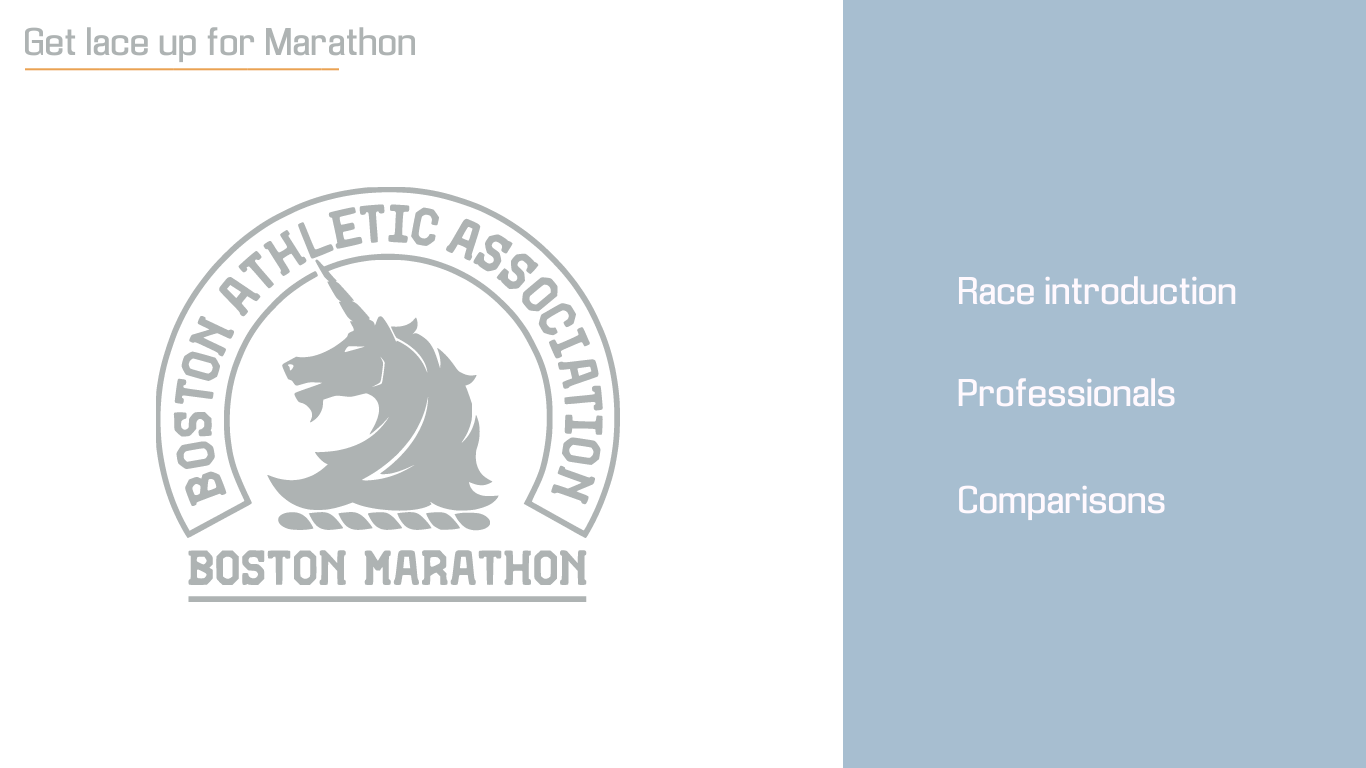 Get lace up for Marathon
BOSTON ATHLETIC ASSOCIATION
BOSTON MARATHON
Race introduction
Professionals
Comparisons